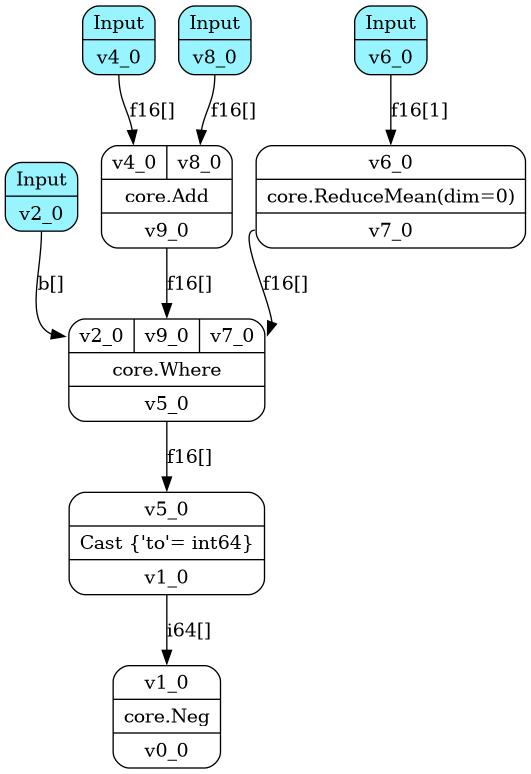 Input
v4_0
Input
v8_0
Input
v6_0
f16[]
f16[]
f16[1]
Input
v2_0
v4_0 v8_0
core.Add
v9_0
v6_0
core.ReduceMean(dim=0)
v7_0
b[]
f16[]
f16[]
v2_0 v9_0 v7_0
core.Where
v5_0
f16[]
v5_0
Cast {'to'= int64}
v1_0
i64[]
v1_0
core.Neg
v0_0